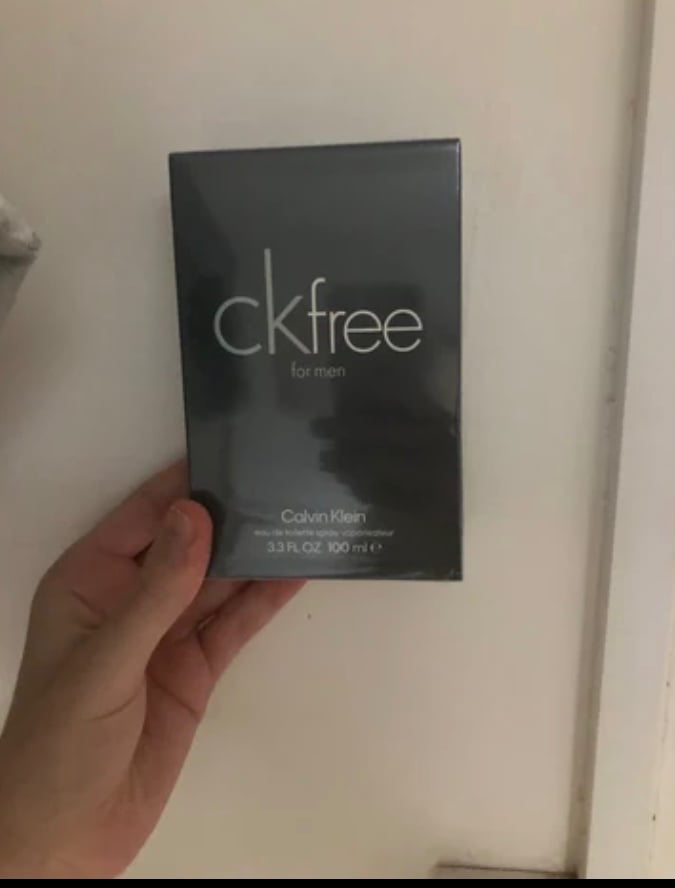 ckfree
for men
Calvin Klein
eau de toilette spray vaporisateur
3.3 FL. OZ. 100 ml ℮